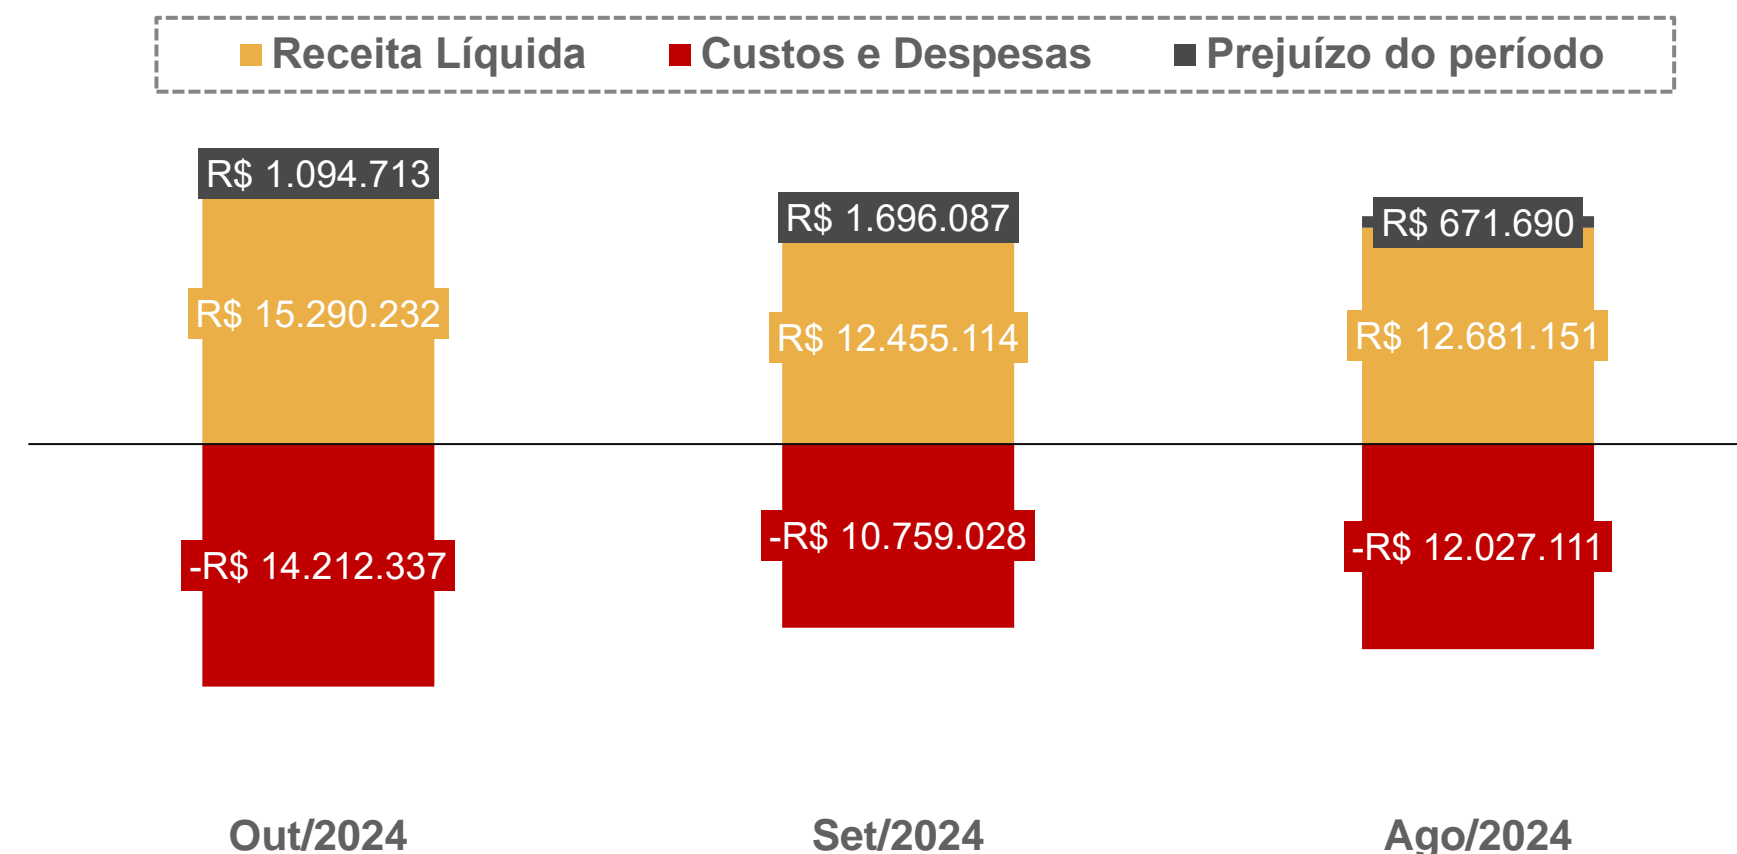 Receita Líquida Custos e Despesas Prejuízo do período
R$ 1.094.713 R$ 1.696.087 R$ 671.690
R$ 15.290.232 R$ 12.455.114 R$ 12.681.151
-R$ 14.212.337 -R$ 10.759.028 -R$ 12.027.111
Out/2024 Set/2024 Ago/2024